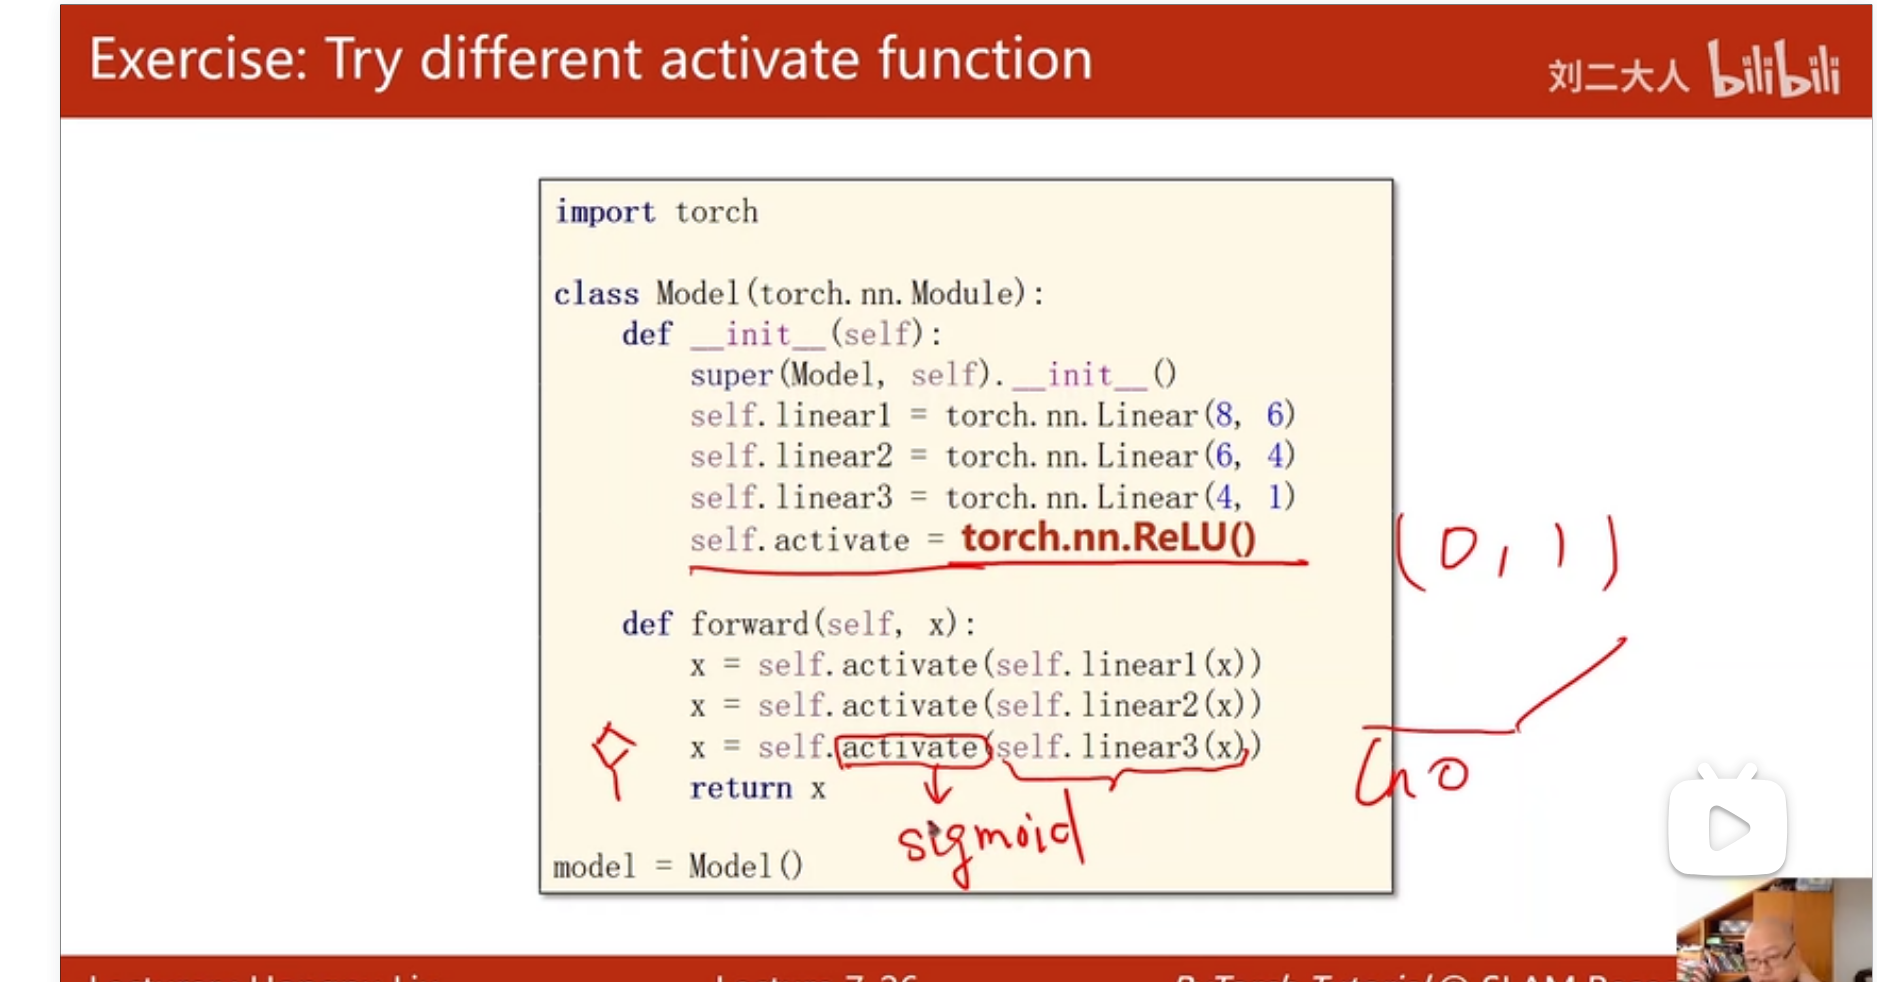 Exercise: Try different activate function
刘二大人 bilibili
import torch
class Model(torch.nn.Module):
def __init__(self):
super(Model, self).__init__()
self.linear1 = torch.nn.Linear(8, 6)
self.linear2 = torch.nn.Linear(6, 4)
self.linear3 = torch.nn.Linear(4, 1)
self.activate = torch.nn.ReLU()
(0, 1)
def forward(self, x):
x = self.activate(self.linear1(x))
x = self.activate(self.linear2(x))
x = self.activate(self.linear3(x))
return x
sigmoid
model = Model()